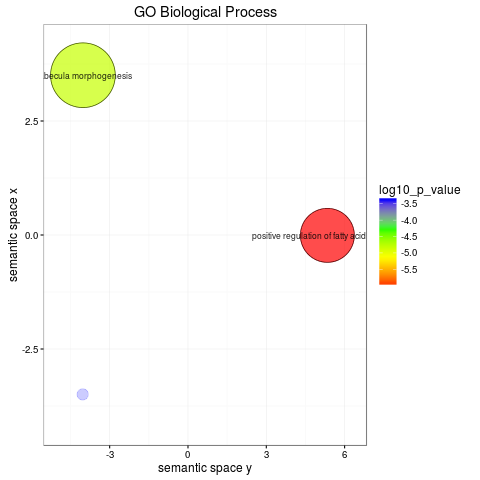 GO Biological Process
becula morphogenesis
positive regulation of fatty acid
2.5
0.0
-2.5
-3
0
3
6
semantic space y
semantic space x
log10_p_value
-3.5
-4.0
-4.5
-5.0
-5.5